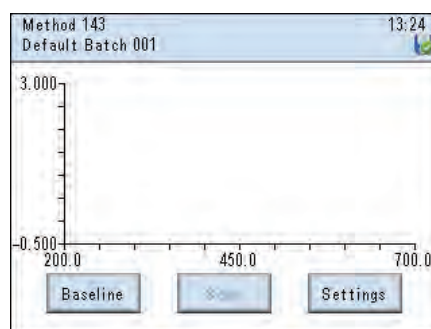 Method 143 13:24
Default Batch 001
3.000
-0.500
200.0 450.0 700.0
Baseline Settings